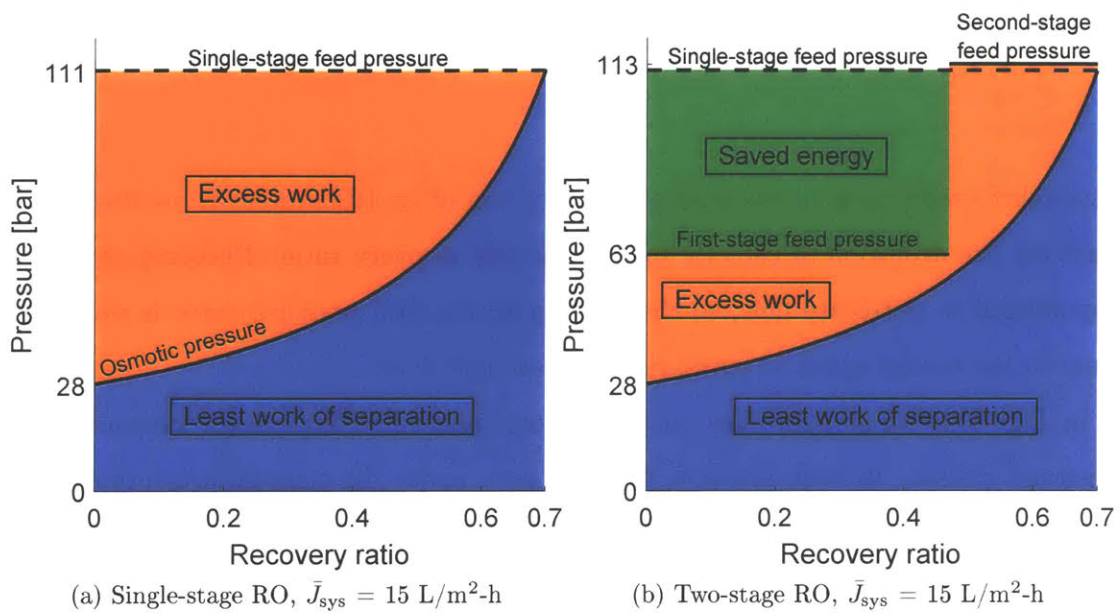 Single-stage feed pressure
111
Excess work
Osmotic pressure
28
Least work of separation
0
Pressure [bar]
0
0.2
0.4
0.6
0.7
Recovery ratio
(a) Single-stage RO, J̄sys = 15 L/m²-h
Second-stage
feed pressure
Single-stage feed pressure
113
Saved energy
First-stage feed pressure
63
Excess work
28
Least work of separation
0
Pressure [bar]
0
0.2
0.4
0.6
0.7
Recovery ratio
(b) Two-stage RO, J̄sys = 15 L/m²-h